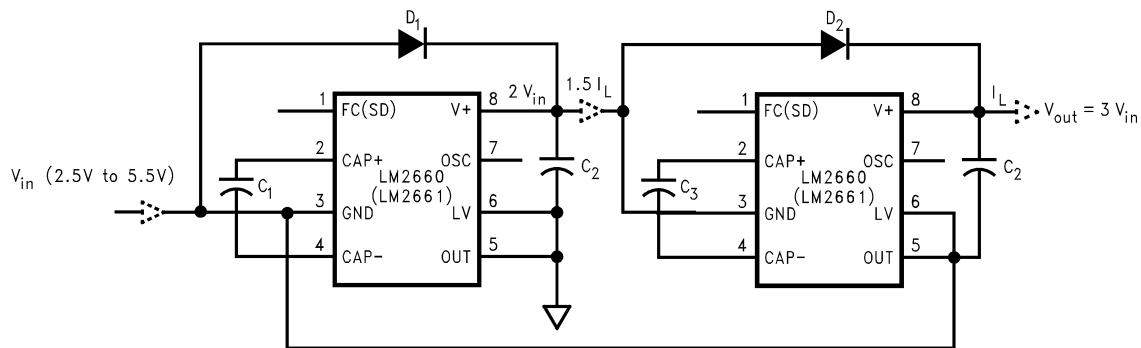 D1
D2
2 Vin
1.5 IL
IL
Vout = 3 Vin
1
FC(SD)
V+
8
2
CAP+
OSC
7
LM2660
(LM2661)
3
GND
LV
6
4
CAP-
OUT
5
C1
C2
Vin (2.5V to 5.5V)
1
FC(SD)
V+
8
2
CAP+
OSC
7
LM2660
(LM2661)
3
GND
LV
6
4
CAP-
OUT
5
C3
C2